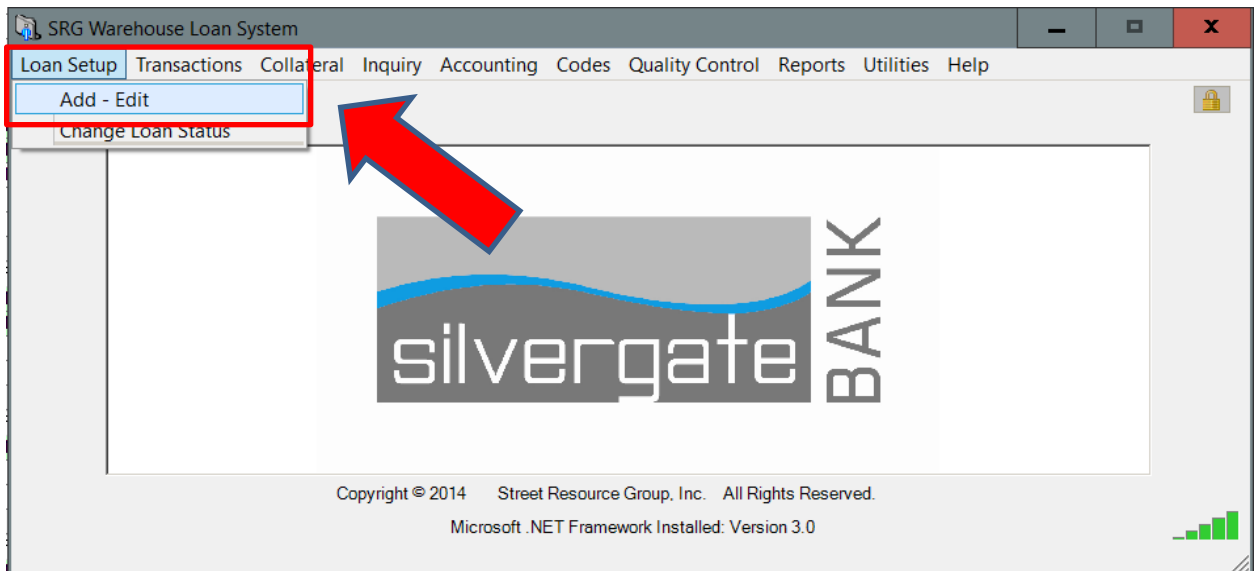 SRG Warehouse Loan System
Loan Setup Transactions Collateral Inquiry Accounting Codes Quality Control Reports Utilities Help
Add - Edit
Change Loan Status
silvergate
BANK
Copyright © 2014 Street Resource Group, Inc. All Rights Reserved.
Microsoft .NET Framework Installed: Version 3.0